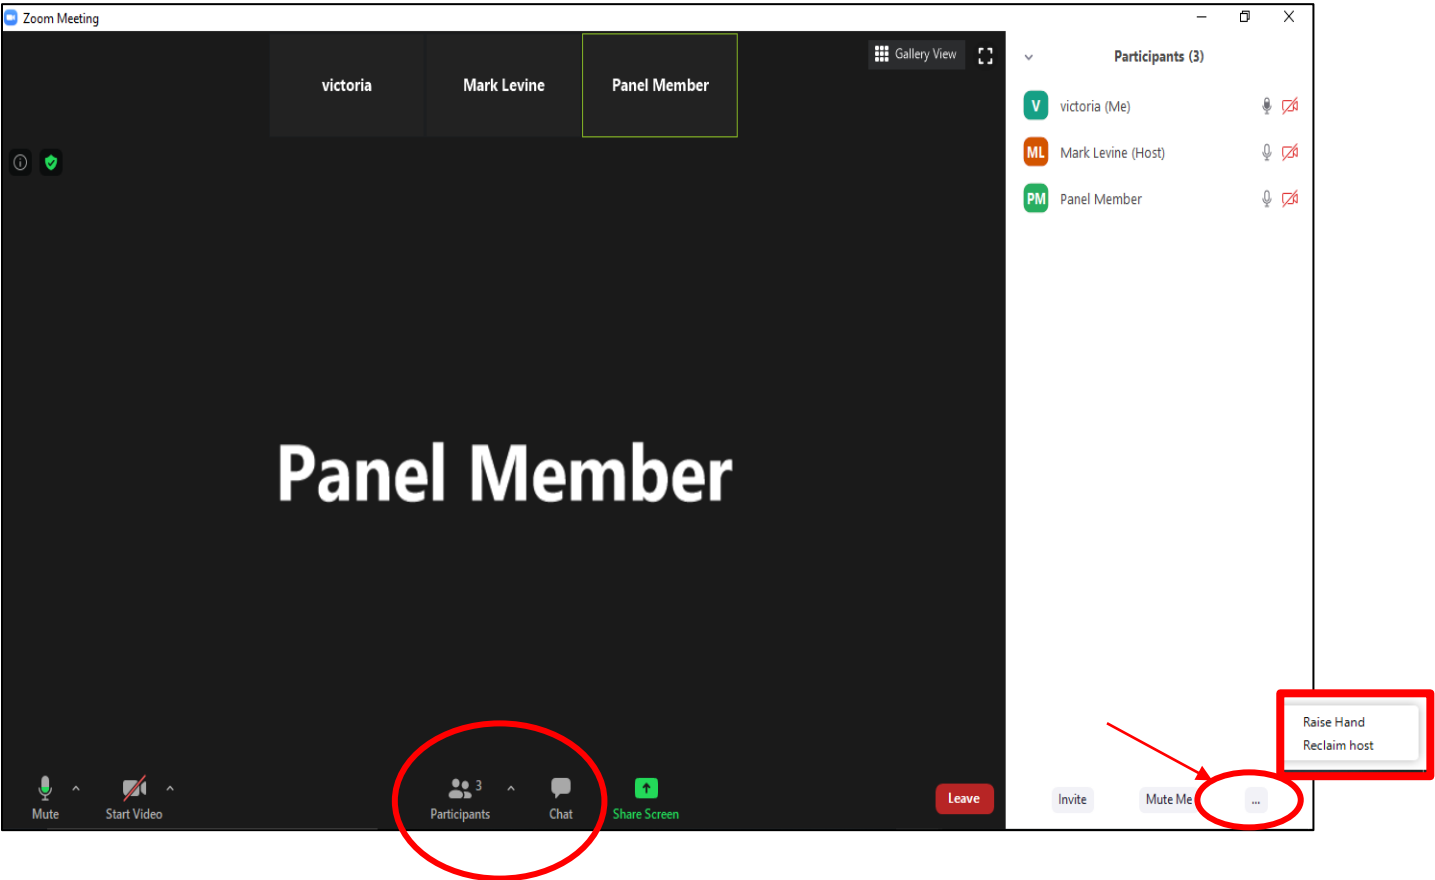 Zoom Meeting
victoria
Mark Levine
Panel Member
Gallery View
Participants (3)
V victoria (Me)
ML Mark Levine (Host)
PM Panel Member
Panel Member
Raise Hand
Reclaim host
3
Mute
Start Video
Participants
Chat
Share Screen
Leave
Invite
Mute Me
...